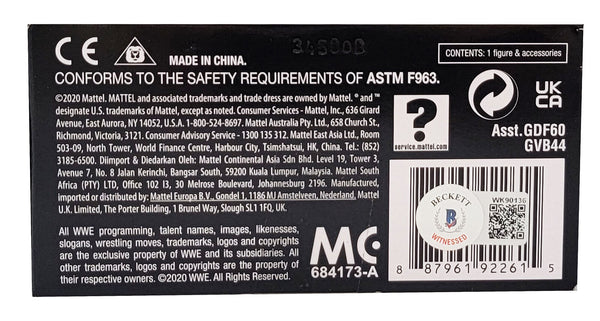 CE
MADE IN CHINA.
34580B
CONTENTS: 1 figure & accessories
CONFORMS TO THE SAFETY REQUIREMENTS OF ASTM F963.
©2020 Mattel. MATTEL and associated trademarks and trade dress are owned by Mattel. ® and ™
designate U.S. trademarks of Mattel, except as noted. Consumer Services - Mattel, Inc., 636 Girard
Avenue, East Aurora, NY 14052, U.S.A. 1-800-524-8697. Mattel Australia Pty. Ltd., 658 Church St.,
Richmond, Victoria, 3121. Consumer Advisory Service - 1300 135 312. Mattel East Asia Ltd., Room
503-09, North Tower, World Finance Centre, Harbour City, Tsimshatsui, HK, China. Tel.: (852)
3185-6500. Diimport & Diedarkan Oleh: Mattel Continental Asia Sdn Bhd. Level 19, Tower 3,
Avenue 7, No. 8 Jalan Kerinchi, Bangsar South, 59200 Kuala Lumpur, Malaysia. Mattel South
Africa (PTY) LTD, Office 102 I3, 30 Melrose Boulevard, Johannesburg 2196. Manufactured,
imported or distributed by: Mattel Europa B.V., Gondel 1, 1186 MJ Amstelveen, Nederland, Mattel
U.K. Limited, The Porter Building, 1 Brunel Way, Slough SL1 1FQ, UK.
All WWE programming, talent names, images, likenesses,
slogans, wrestling moves, trademarks, logos and copyrights
are the exclusive property of WWE and its subsidiaries. All
other trademarks, logos and copyrights are the property of
their respective owners. ©2020 WWE. All Rights Reserved.
MC
684173-A
?
service.mattel.com
UK
CA
Asst.GDF60
GVB44
BECKETT
B
WITNESSED
WK90136
8 87961 92261 5